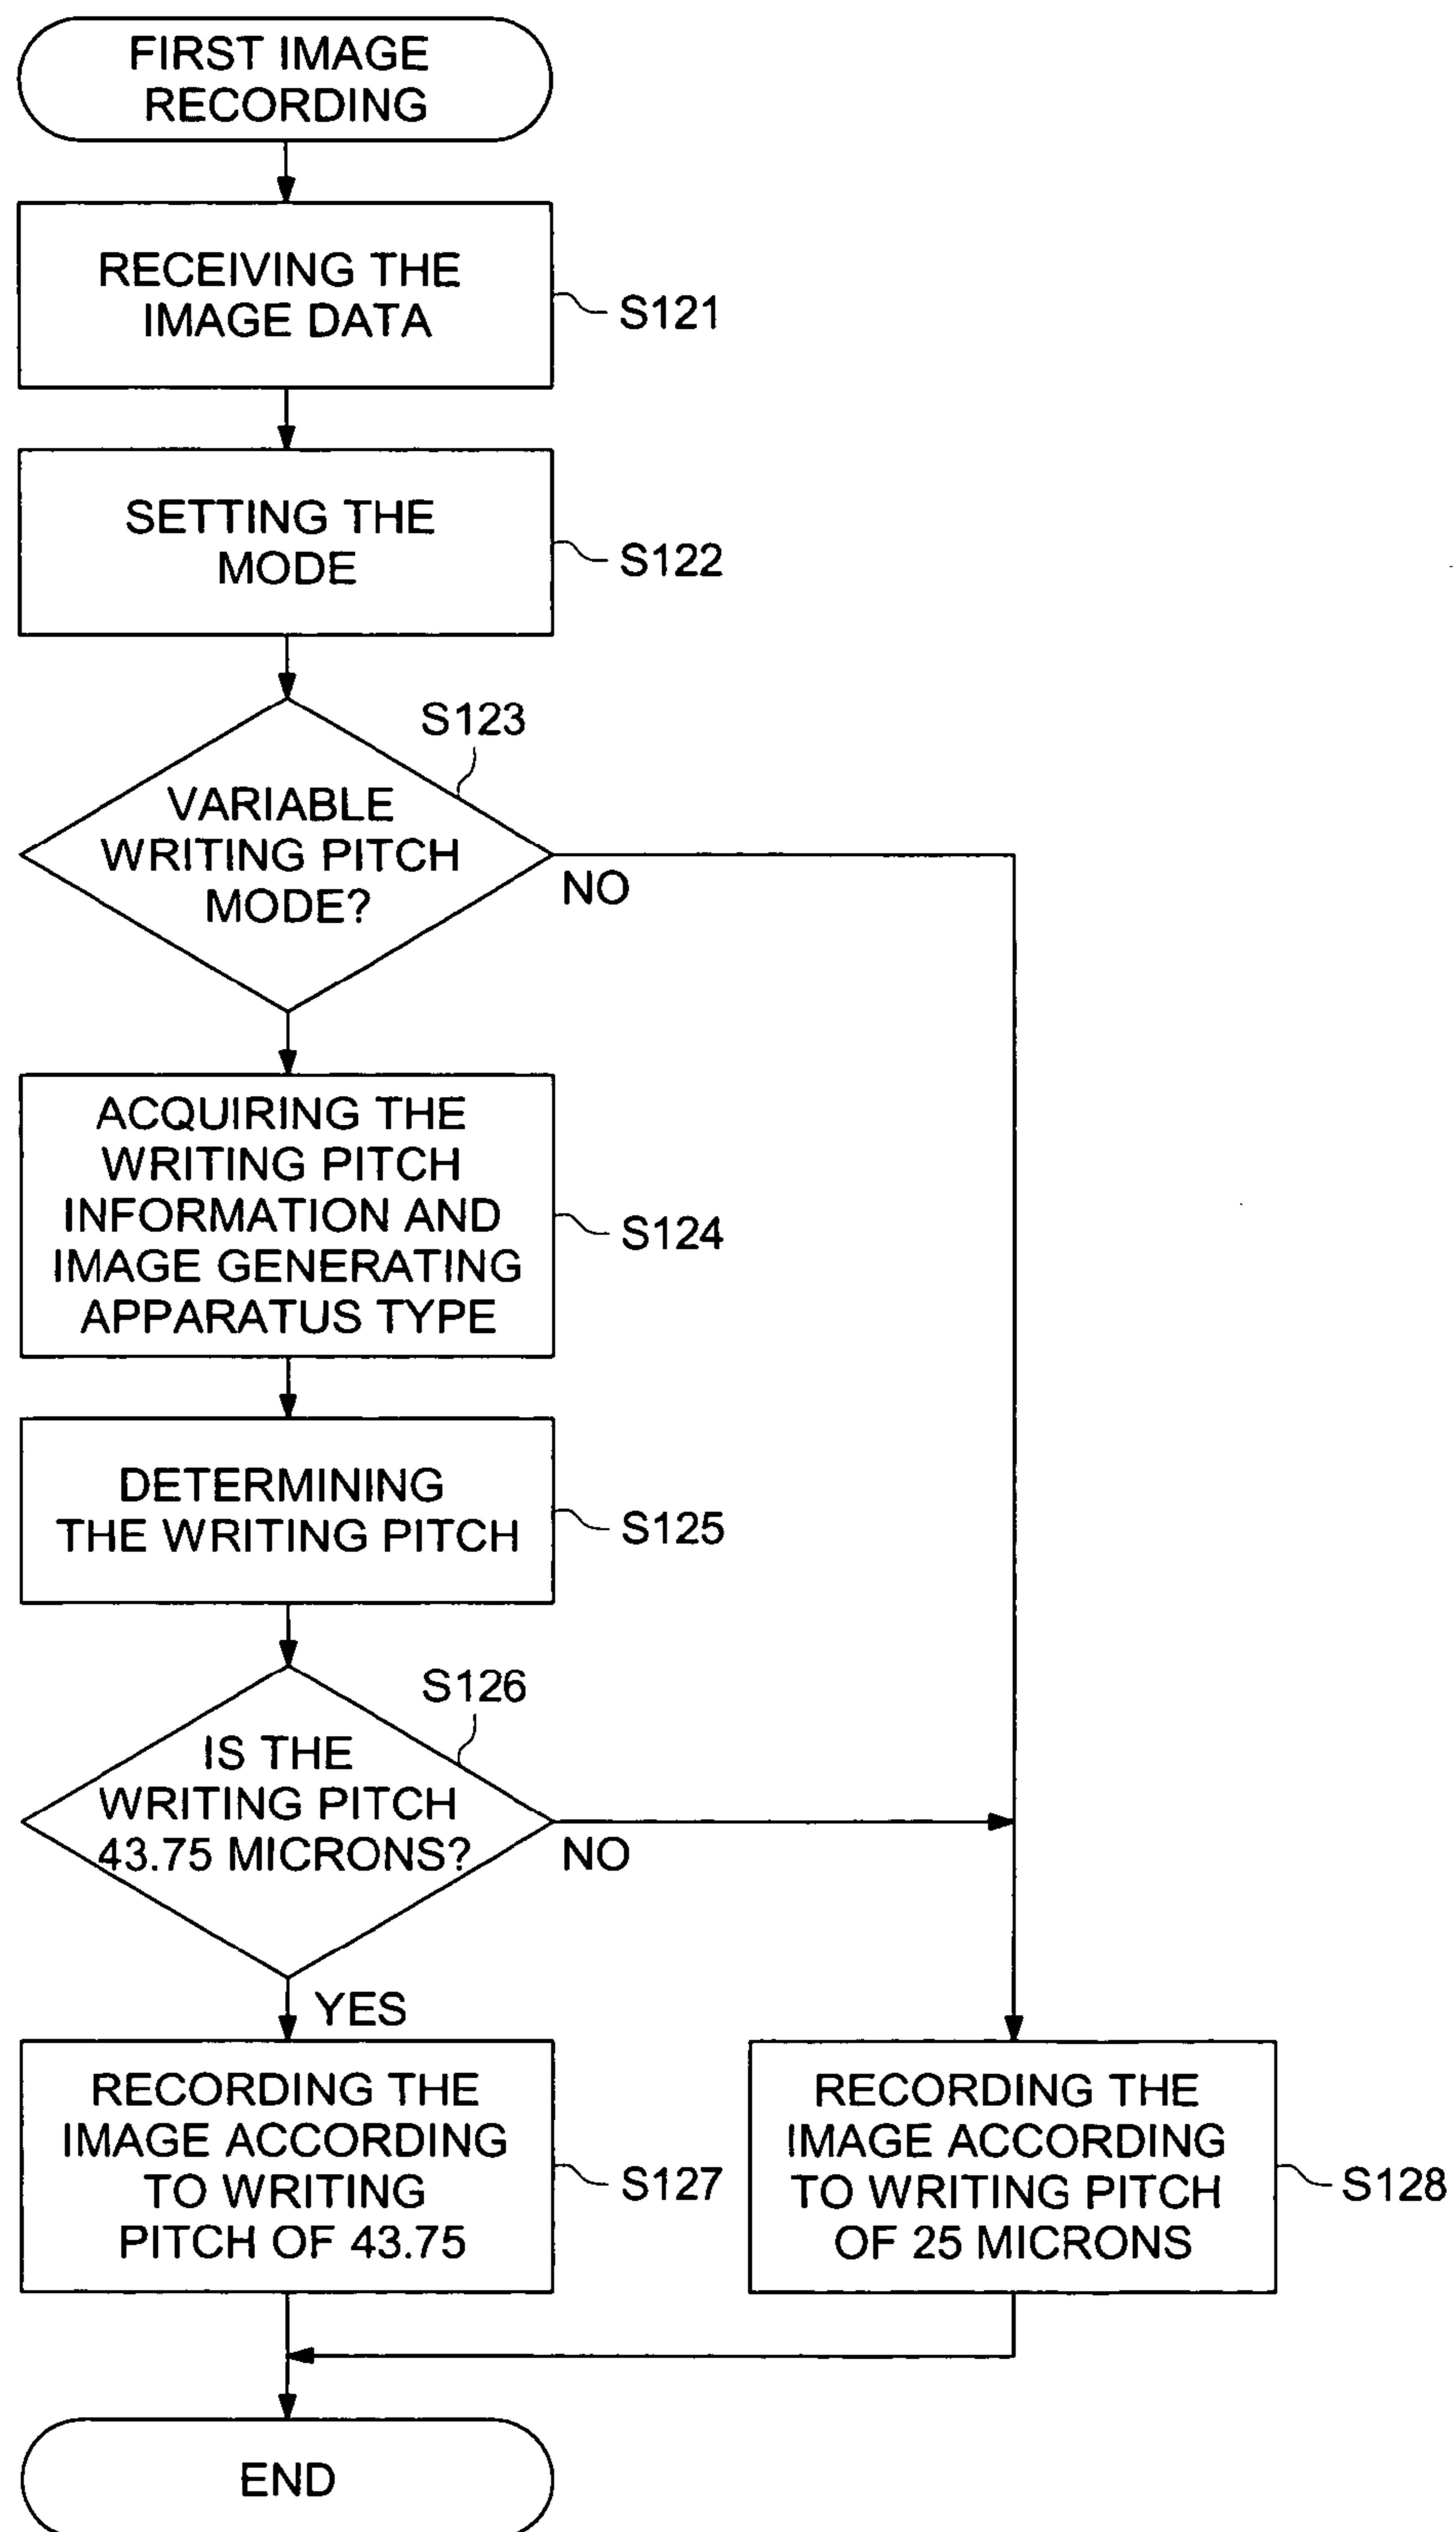 FIRST IMAGE
RECORDING
RECEIVING THE
IMAGE DATA
S121
SETTING THE
MODE
S122
S123
VARIABLE
WRITING PITCH
MODE?
NO
ACQUIRING THE
WRITING PITCH
INFORMATION AND
IMAGE GENERATING
APPARATUS TYPE
S124
DETERMINING
THE WRITING PITCH
S125
S126
IS THE
WRITING PITCH
43.75 MICRONS?
NO
YES
RECORDING THE
IMAGE ACCORDING
TO WRITING
PITCH OF 43.75
S127
RECORDING THE
IMAGE ACCORDING
TO WRITING PITCH
OF 25 MICRONS
S128
END